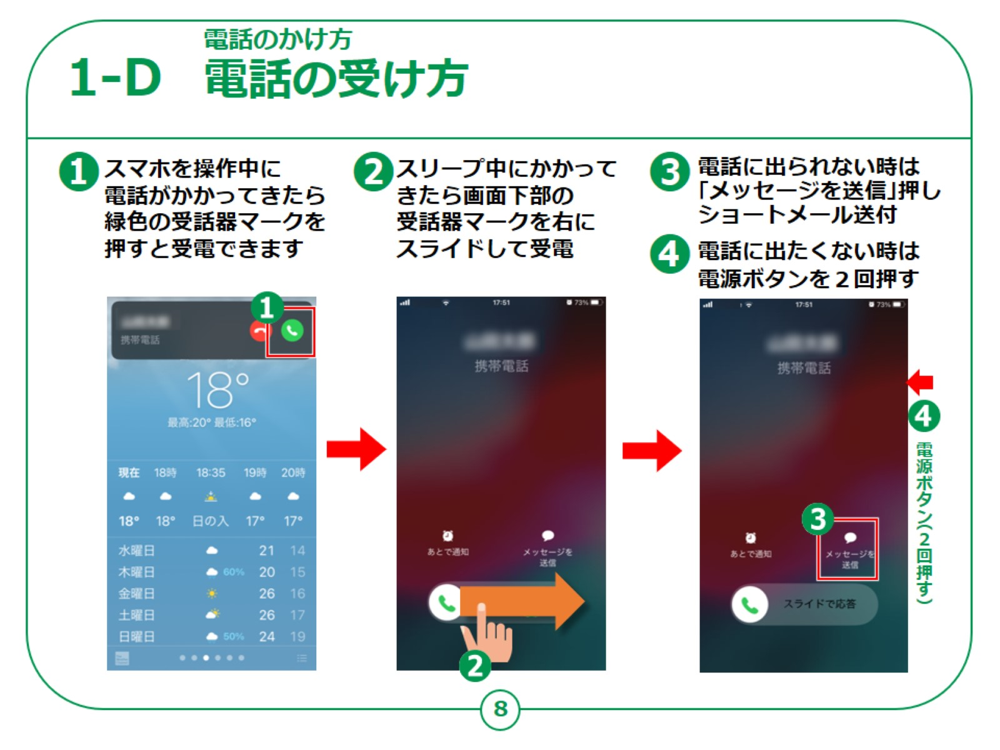 電話のかけ方
1-D 電話の受け方
1 スマホを操作中に
電話がかかってきたら
緑色の受話器マークを
押すと受電できます
2 スリープ中にかかって
きたら画面下部の
受話器マークを右に
スライドして受電
3 電話に出られない時は
｢メッセージを送信｣押し
ショートメール送付
4 電話に出たくない時は
電源ボタンを２回押す
1
携帯電話
18°
最高:20° 最低:16°
現在 18時 18:35 19時 20時
18° 18° 日の入 17° 17°
水曜日 21 14
木曜日 60% 20 15
金曜日 26 16
土曜日 26 17
日曜日 50% 24 19
17:51 73%
携帯電話
あとで通知 メッセージを
送信
2
17:51 73%
携帯電話
3
あとで通知 メッセージを
送信
スライドで応答
4
電源ボタン(２回押す)
8